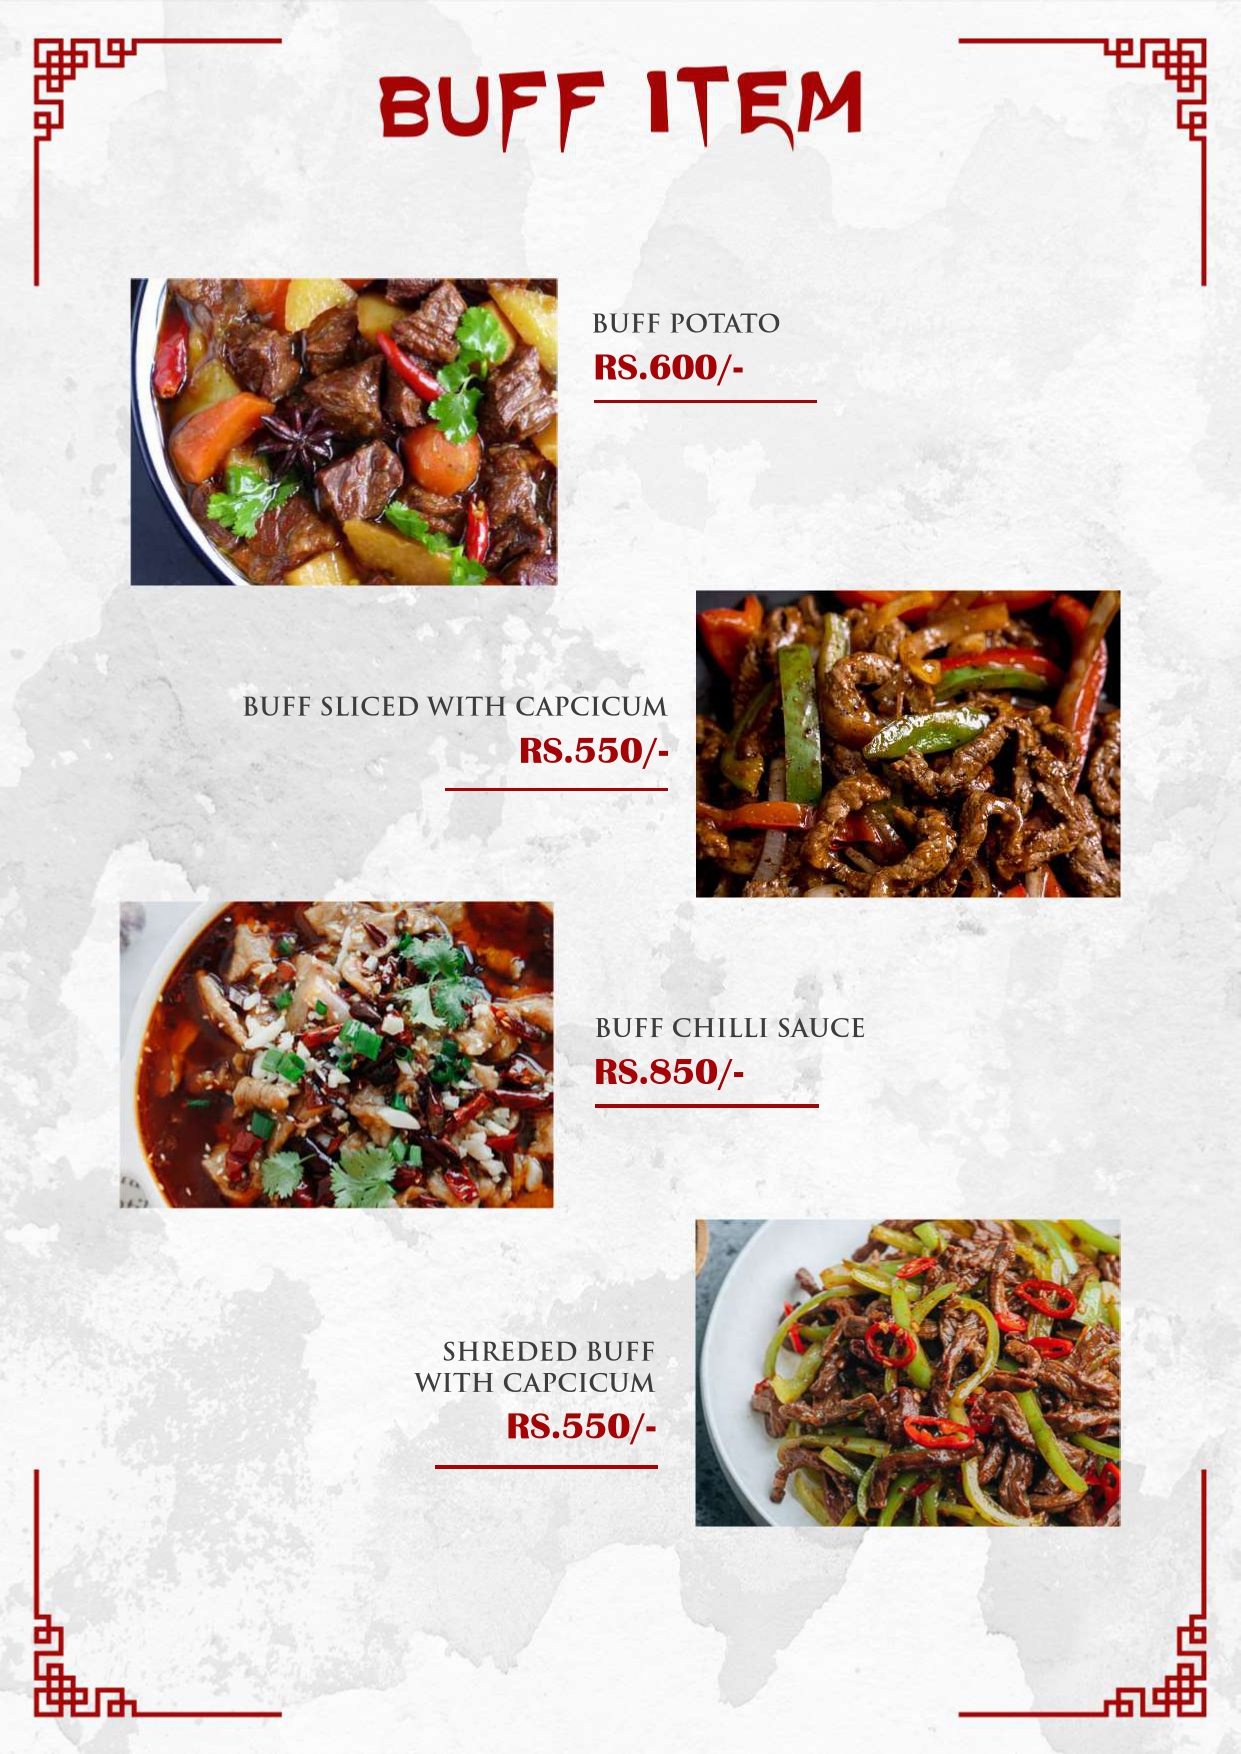 BUFF ITEM
BUFF POTATO
RS.600/-
BUFF SLICED WITH CAPCICUM
RS.550/-
BUFF CHILLI SAUCE
RS.850/-
SHREDED BUFF
WITH CAPCICUM
RS.550/-